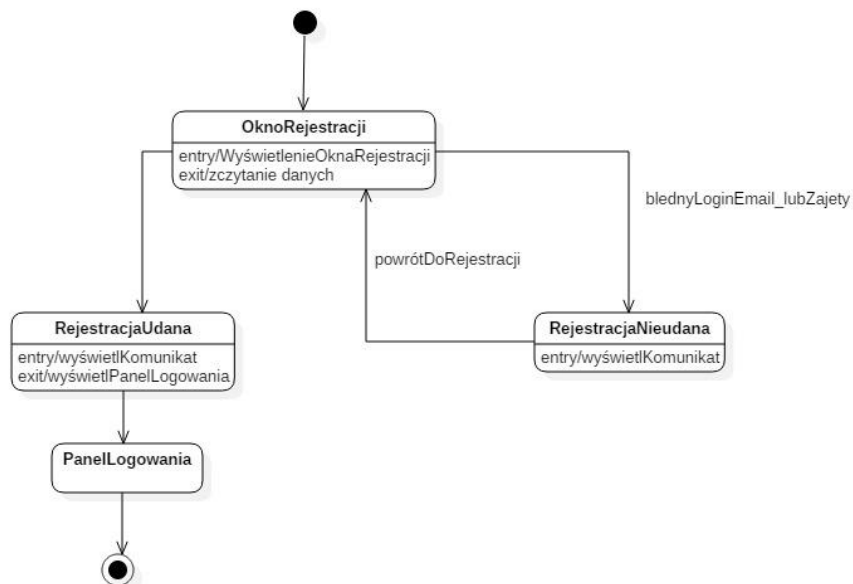 OknoRejestracji
entry/WyświetlenieOknaRejestracji
exit/zczytanie danych
blednyLoginEmail_lubZajety
powrótDoRejestracji
RejestracjaUdana
entry/wyświetlKomunikat
exit/wyświetlPanelLogowania
RejestracjaNieudana
entry/wyświetlKomunikat
PanelLogowania